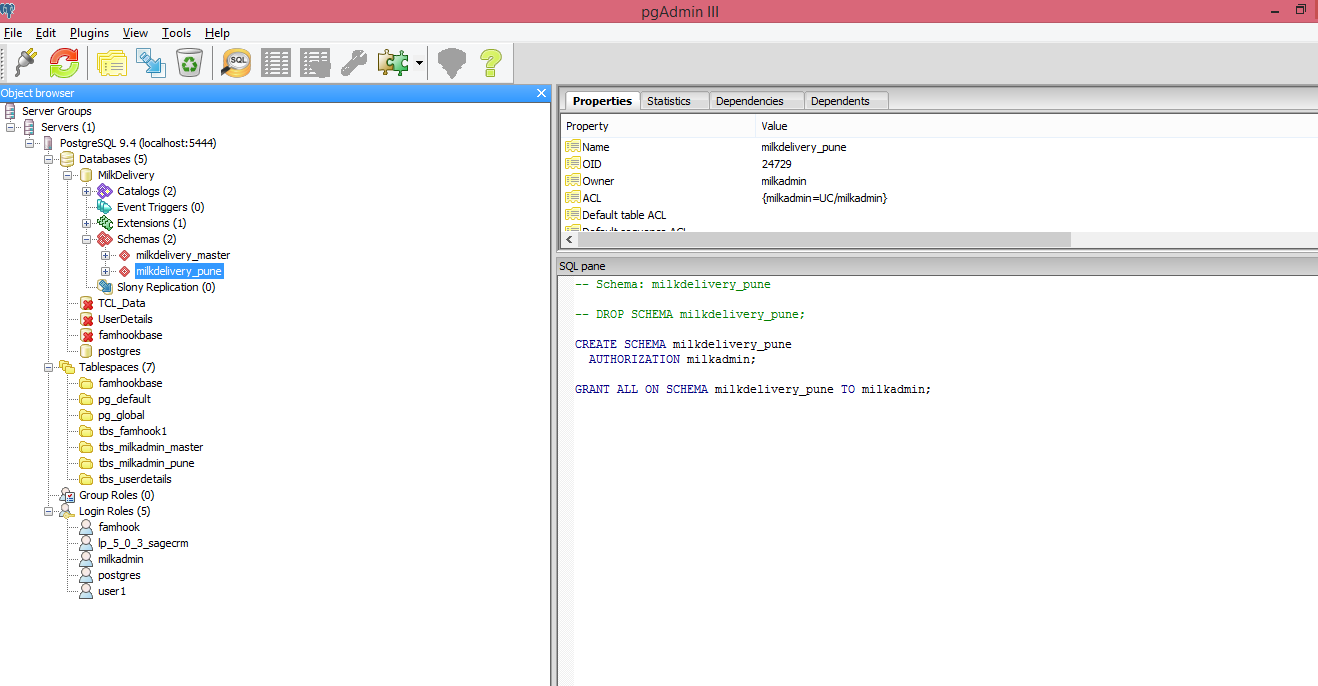 pgAdmin III
File Edit Plugins View Tools Help
SQL
Object browser
Server Groups
Servers (1)
PostgreSQL 9.4 (localhost:5444)
Databases (5)
MilkDelivery
Catalogs (2)
Event Triggers (0)
Extensions (1)
Schemas (2)
milkdelivery_master
milkdelivery_pune
Slony Replication (0)
TCL_Data
UserDetails
famhookbase
postgres
Tablespaces (7)
famhookbase
pg_default
pg_global
tbs_famhook1
tbs_milkadmin_master
tbs_milkadmin_pune
tbs_userdetails
Group Roles (0)
Login Roles (5)
famhook
lp_5_0_3_sagecrm
milkadmin
postgres
user1
Properties Statistics Dependencies Dependents
Property Value
Name milkdelivery_pune
OID 24729
Owner milkadmin
ACL {milkadmin=UC/milkadmin}
Default table ACL
Default sequence ACL
SQL pane
-- Schema: milkdelivery_pune
-- DROP SCHEMA milkdelivery_pune;
CREATE SCHEMA milkdelivery_pune
AUTHORIZATION milkadmin;
GRANT ALL ON SCHEMA milkdelivery_pune TO milkadmin;